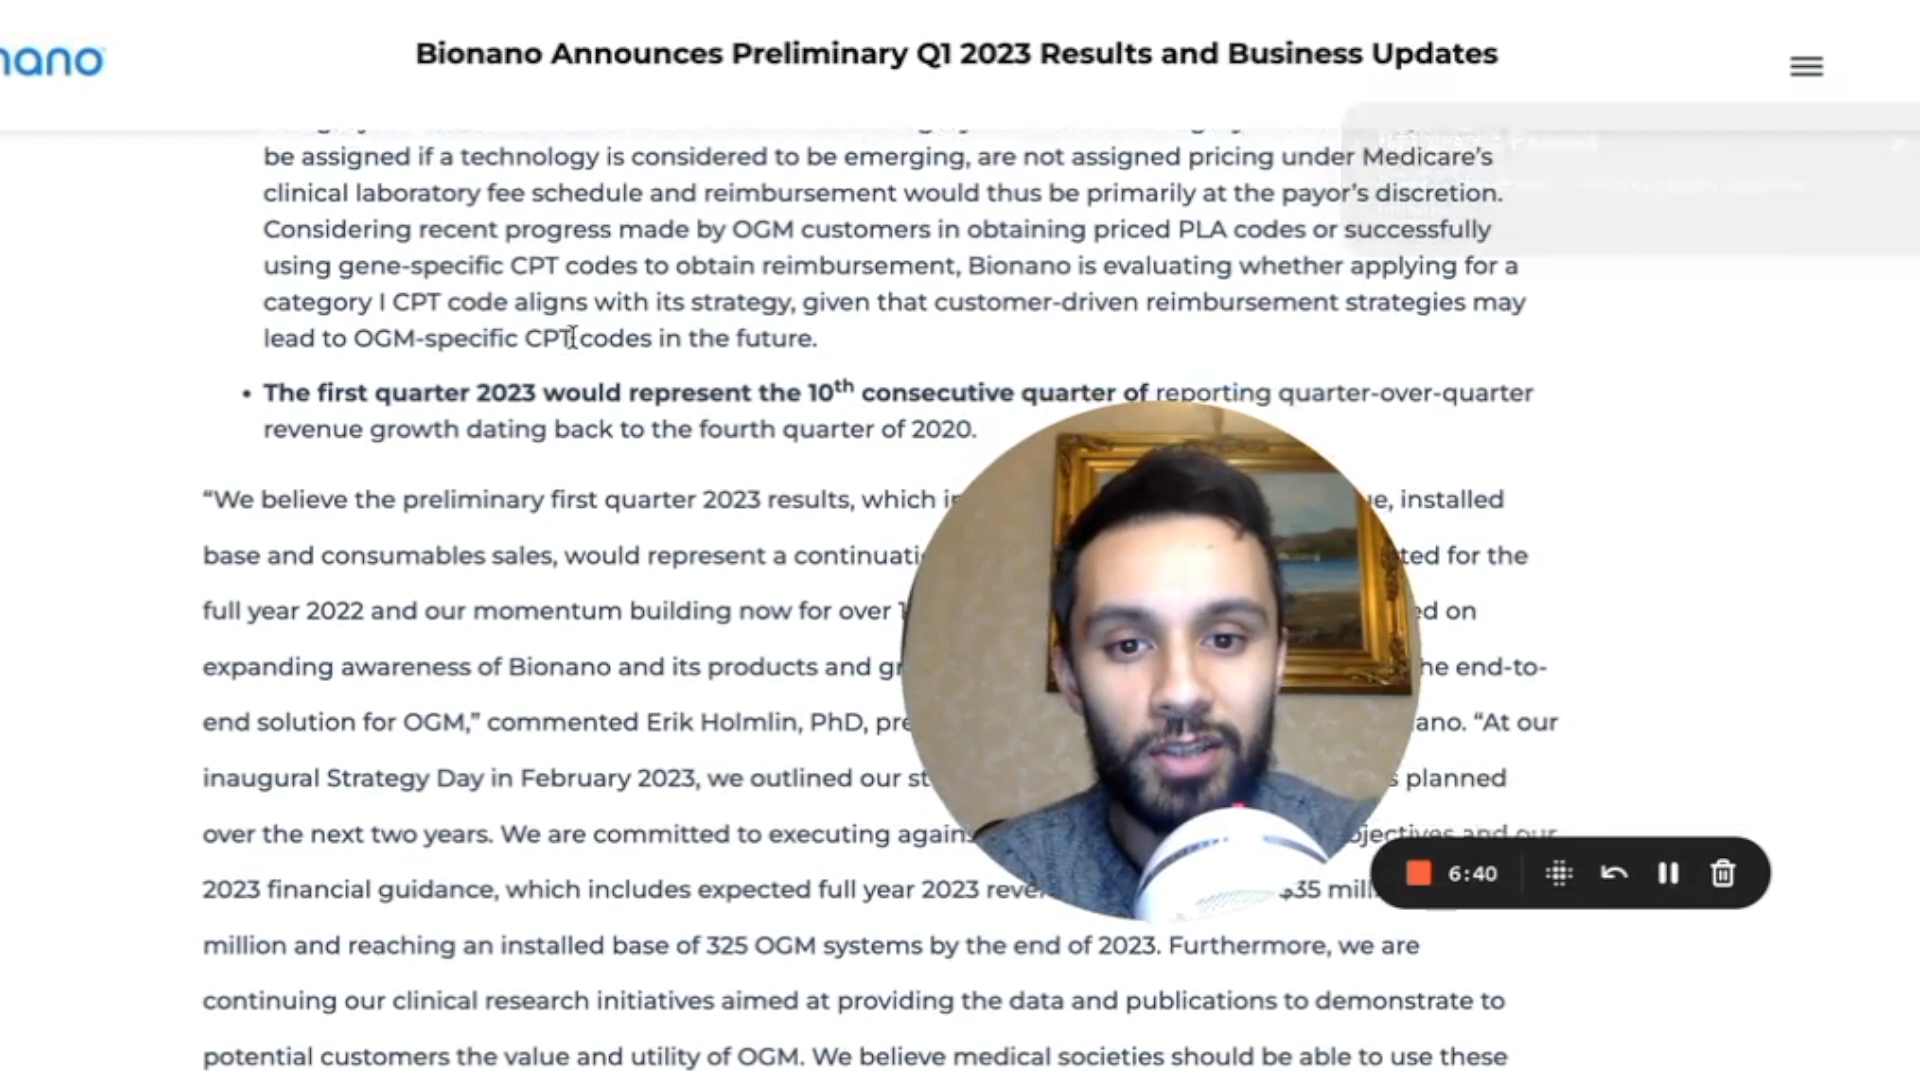 nano
Bionano Announces Preliminary Q1 2023 Results and Business Updates
be assigned if a technology is considered to be emerging, are not assigned pricing under Medicare’s
clinical laboratory fee schedule and reimbursement would thus be primarily at the payor’s discretion.
Considering recent progress made by OGM customers in obtaining priced PLA codes or successfully
using gene-specific CPT codes to obtain reimbursement, Bionano is evaluating whether applying for a
category I CPT code aligns with its strategy, given that customer-driven reimbursement strategies may
lead to OGM-specific CPT codes in the future.
• The first quarter 2023 would represent the 10th consecutive quarter of reporting quarter-over-quarter
revenue growth dating back to the fourth quarter of 2020.
“We believe the preliminary first quarter 2023 results, which installed
base and consumables sales, would represent a for the
full year 2022 and our momentum building now for over on
expanding awareness of Bionano and its products and end-to-
end solution for OGM,” commented Erik Holmlin, PhD, “At our
inaugural Strategy Day in February 2023, we outlined our planned
over the next two years. We are committed to executing and our
2023 financial guidance, which includes expected full year 2023 $35
million and reaching an installed base of 325 OGM systems by the end of 2023. Furthermore, we are
continuing our clinical research initiatives aimed at providing the data and publications to demonstrate to
potential customers the value and utility of OGM. We believe medical societies should be able to use these
6:40